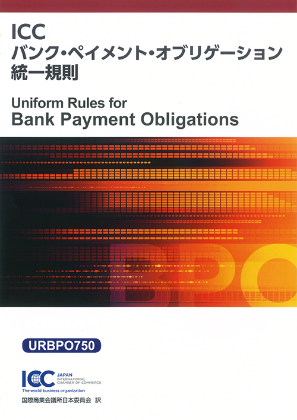 ICC
バンク・ペイメント・オブリゲーション
統一規則
Uniform Rules for
Bank Payment Obligations
BPO
URBPO750
ICC JAPAN
INTERNATIONAL
CHAMBER OF COMMERCE
The world business organization
国際商業会議所日本委員会 訳